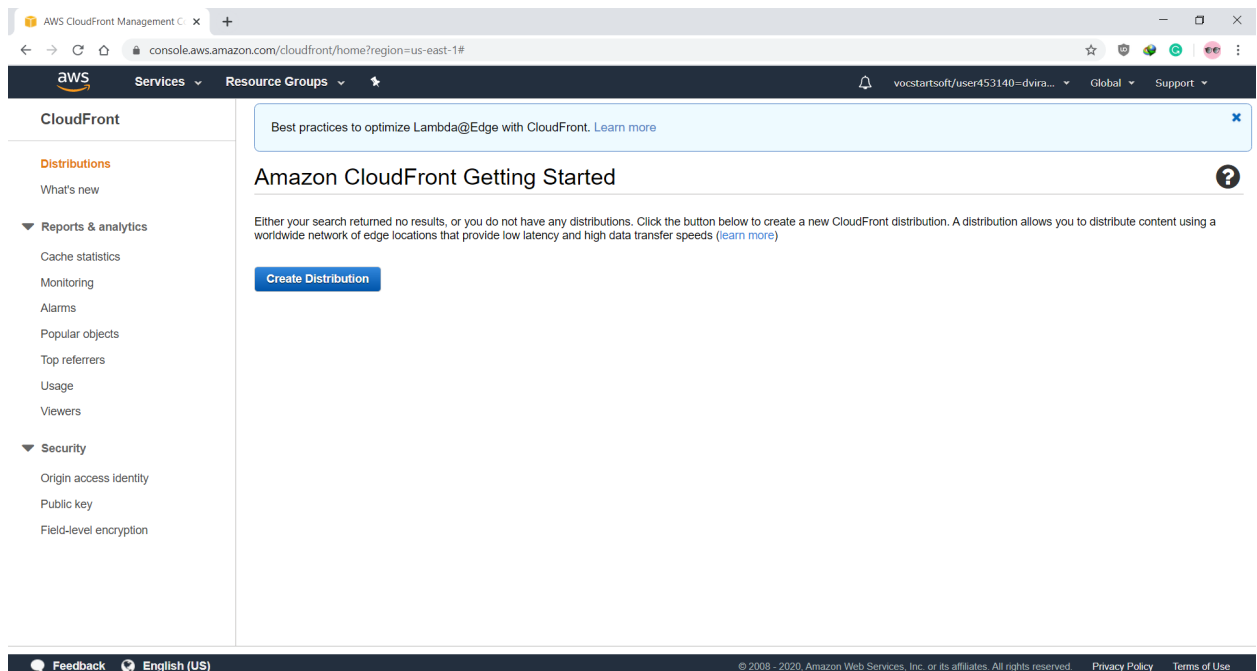 AWS CloudFront Management C
console.aws.amazon.com/cloudfront/home?region=us-east-1#
aws Services Resource Groups vocstartsoft/user453140=dvira... Global Support
CloudFront
Distributions
What's new
Reports & analytics
Cache statistics
Monitoring
Alarms
Popular objects
Top referrers
Usage
Viewers
Security
Origin access identity
Public key
Field-level encryption
Best practices to optimize Lambda@Edge with CloudFront. Learn more
Amazon CloudFront Getting Started
Either your search returned no results, or you do not have any distributions. Click the button below to create a new CloudFront distribution. A distribution allows you to distribute content using a
worldwide network of edge locations that provide low latency and high data transfer speeds (learn more)
Create Distribution
Feedback English (US) © 2008 - 2020, Amazon Web Services, Inc. or its affiliates. All rights reserved. Privacy Policy Terms of Use